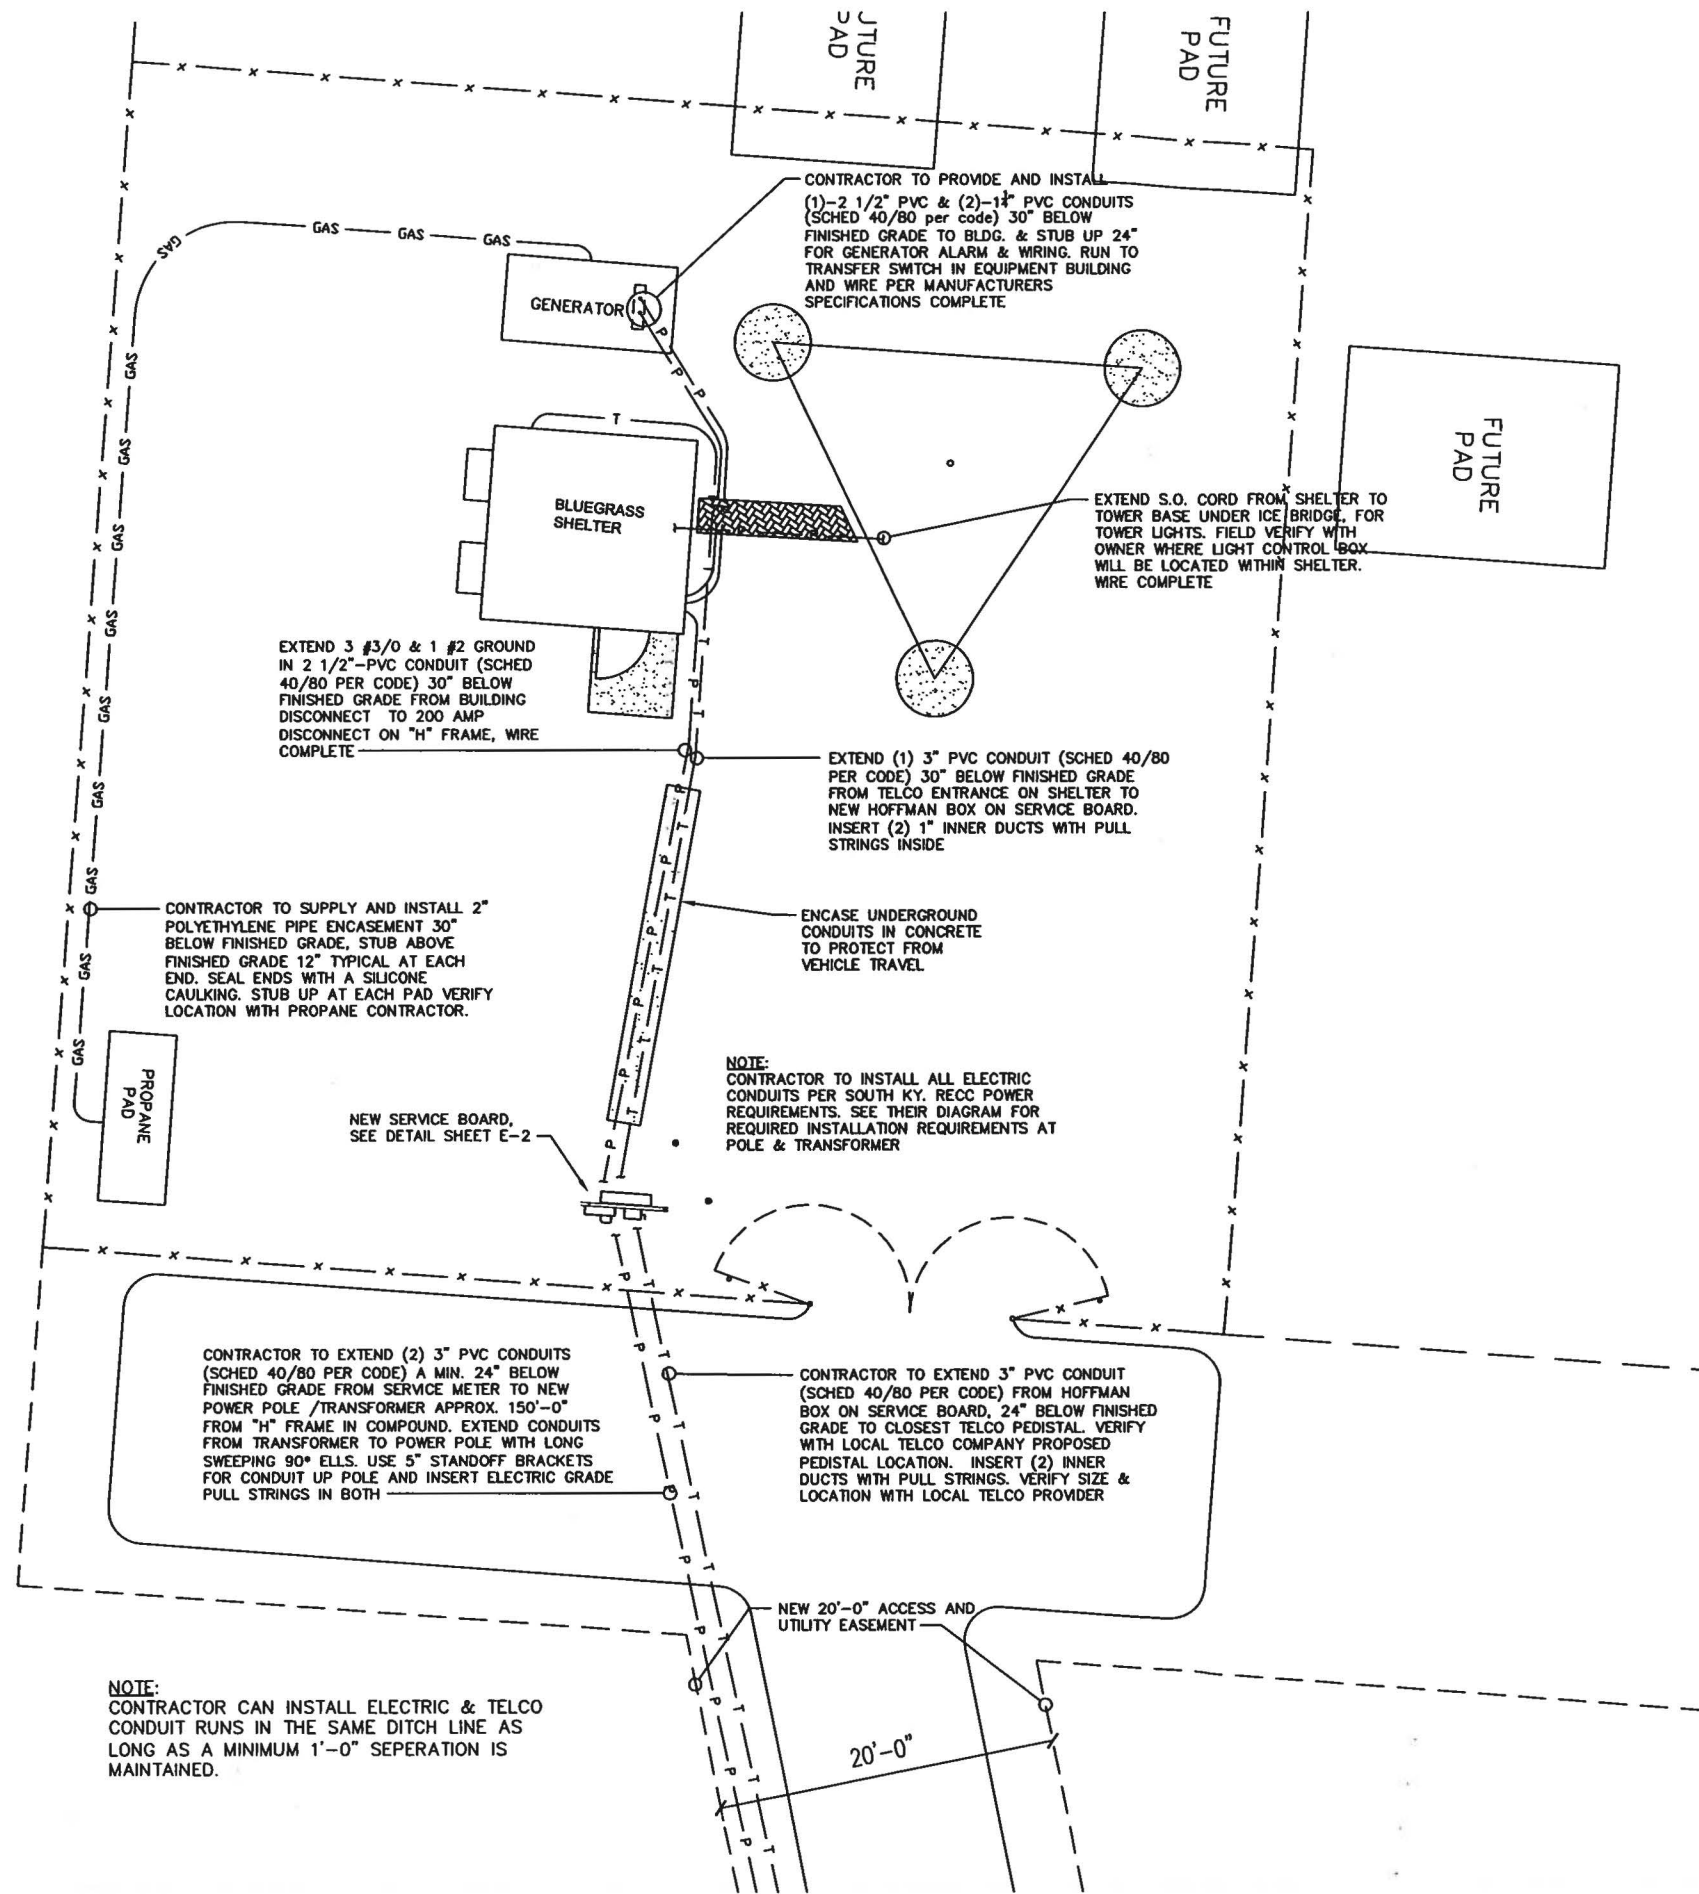 UTURE
PAD
FUTURE
PAD
CONTRACTOR TO PROVIDE AND INSTALL
(1)-2 1/2" PVC & (2)-1¼" PVC CONDUITS
(SCHED 40/80 per code) 30" BELOW
FINISHED GRADE TO BLDG. & STUB UP 24"
FOR GENERATOR ALARM & WIRING. RUN TO
TRANSFER SWITCH IN EQUIPMENT BUILDING
AND WIRE PER MANUFACTURERS
SPECIFICATIONS COMPLETE
GAS GAS GAS GAS
GENERATOR
FUTURE
PAD
BLUEGRASS
SHELTER
EXTEND S.O. CORD FROM SHELTER TO
TOWER BASE UNDER ICE BRIDGE, FOR
TOWER LIGHTS. FIELD VERIFY WITH
OWNER WHERE LIGHT CONTROL BOX
WILL BE LOCATED WITHIN SHELTER.
WIRE COMPLETE
EXTEND 3 #3/0 & 1 #2 GROUND
IN 2 1/2"-PVC CONDUIT (SCHED
40/80 PER CODE) 30" BELOW
FINISHED GRADE FROM BUILDING
DISCONNECT TO 200 AMP
DISCONNECT ON "H" FRAME, WIRE
COMPLETE
EXTEND (1) 3" PVC CONDUIT (SCHED 40/80
PER CODE) 30" BELOW FINISHED GRADE
FROM TELCO ENTRANCE ON SHELTER TO
NEW HOFFMAN BOX ON SERVICE BOARD.
INSERT (2) 1" INNER DUCTS WITH PULL
STRINGS INSIDE
GAS GAS GAS GAS GAS GAS GAS GAS GAS GAS GAS
CONTRACTOR TO SUPPLY AND INSTALL 2"
POLYETHYLENE PIPE ENCASEMENT 30"
BELOW FINISHED GRADE, STUB ABOVE
FINISHED GRADE 12" TYPICAL AT EACH
END. SEAL ENDS WITH A SILICONE
CAULKING. STUB UP AT EACH PAD VERIFY
LOCATION WITH PROPANE CONTRACTOR.
ENCASE UNDERGROUND
CONDUITS IN CONCRETE
TO PROTECT FROM
VEHICLE TRAVEL
PROPANE
PAD
NOTE:
CONTRACTOR TO INSTALL ALL ELECTRIC
CONDUITS PER SOUTH KY. RECC POWER
REQUIREMENTS. SEE THEIR DIAGRAM FOR
REQUIRED INSTALLATION REQUIREMENTS AT
POLE & TRANSFORMER
NEW SERVICE BOARD,
SEE DETAIL SHEET E-2
CONTRACTOR TO EXTEND (2) 3" PVC CONDUITS
(SCHED 40/80 PER CODE) A MIN. 24" BELOW
FINISHED GRADE FROM SERVICE METER TO NEW
POWER POLE /TRANSFORMER APPROX. 150'-0"
FROM "H" FRAME IN COMPOUND. EXTEND CONDUITS
FROM TRANSFORMER TO POWER POLE WITH LONG
SWEEPING 90° ELLS. USE 5" STANDOFF BRACKETS
FOR CONDUIT UP POLE AND INSERT ELECTRIC GRADE
PULL STRINGS IN BOTH
CONTRACTOR TO EXTEND 3" PVC CONDUIT
(SCHED 40/80 PER CODE) FROM HOFFMAN
BOX ON SERVICE BOARD, 24" BELOW FINISHED
GRADE TO CLOSEST TELCO PEDISTAL. VERIFY
WITH LOCAL TELCO COMPANY PROPOSED
PEDISTAL LOCATION. INSERT (2) INNER
DUCTS WITH PULL STRINGS. VERIFY SIZE &
LOCATION WITH LOCAL TELCO PROVIDER
NEW 20'-0" ACCESS AND
UTILITY EASEMENT
20'-0"
NOTE:
CONTRACTOR CAN INSTALL ELECTRIC & TELCO
CONDUIT RUNS IN THE SAME DITCH LINE AS
LONG AS A MINIMUM 1'-0" SEPERATION IS
MAINTAINED.